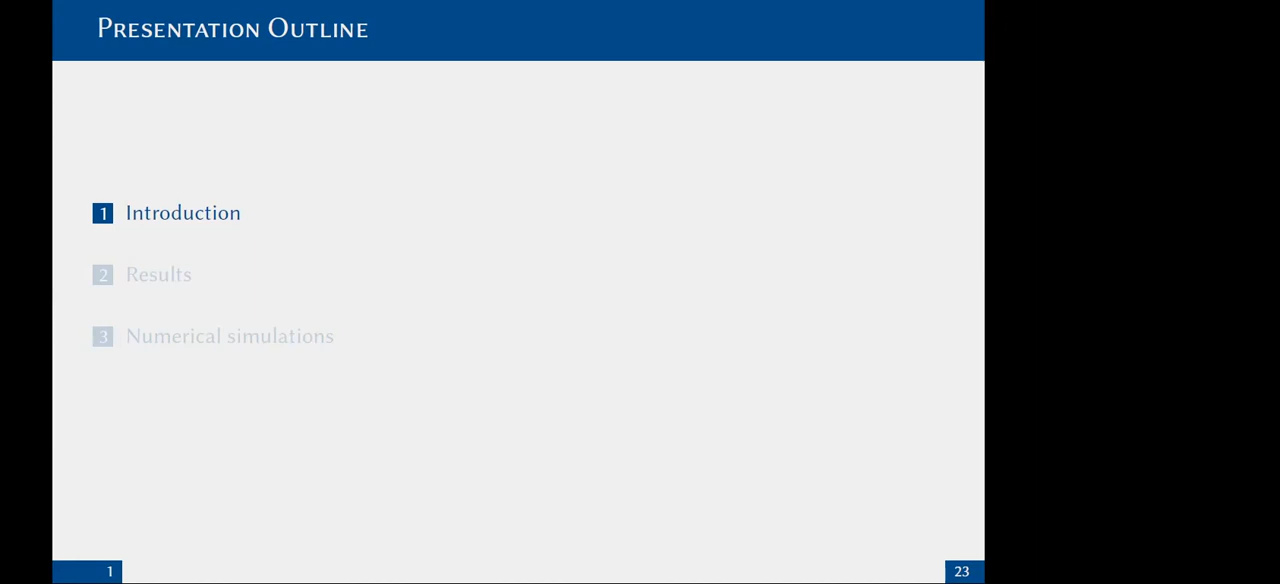 Presentation Outline
1 Introduction
2 Results
3 Numerical simulations
1
23